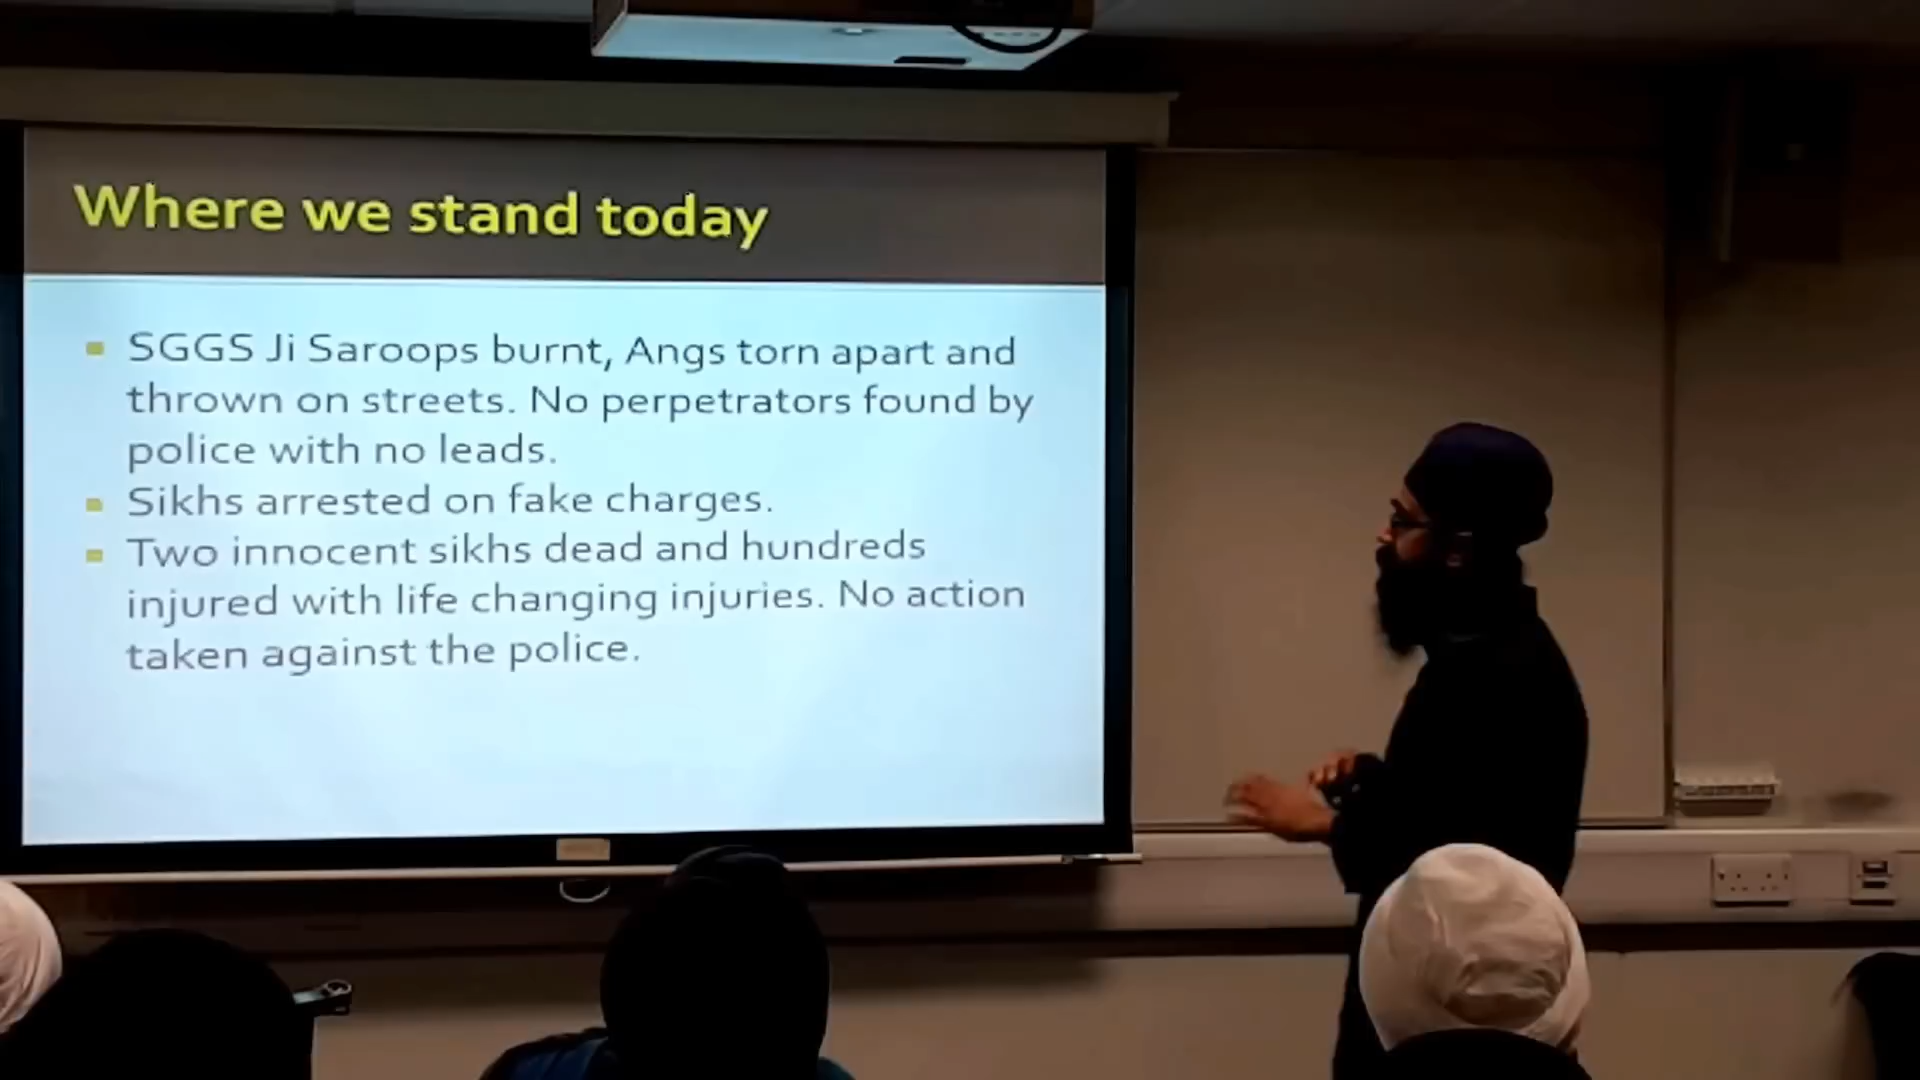 Where we stand today
SGGS Ji Saroops burnt, Angs torn apart and
thrown on streets. No perpetrators found by
police with no leads.
Sikhs arrested on fake charges.
Two innocent sikhs dead and hundreds
injured with life changing injuries. No action
taken against the police.